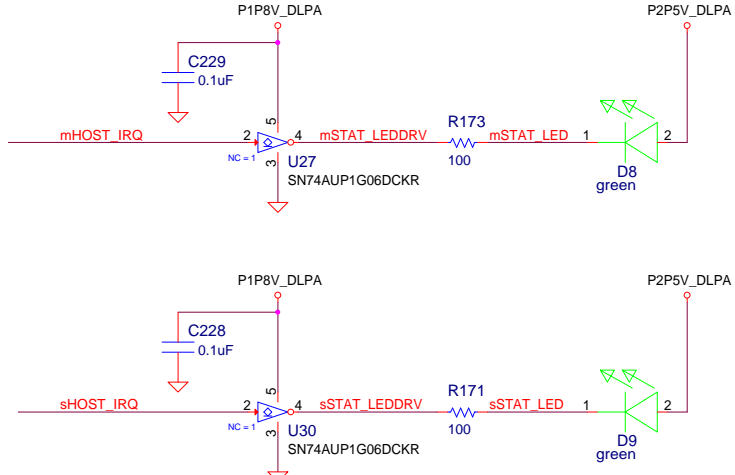 P1P8V_DLPA
P2P5V_DLPA
C229
0.1uF
5
mHOST_IRQ
2
4
mSTAT_LEDDRV
R173
mSTAT_LED
1
2
NC = 1
3
U27
100
D8
SN74AUP1G06DCKR
green
P1P8V_DLPA
P2P5V_DLPA
C228
0.1uF
5
sHOST_IRQ
2
4
sSTAT_LEDDRV
R171
sSTAT_LED
1
2
NC = 1
3
U30
100
D9
SN74AUP1G06DCKR
green